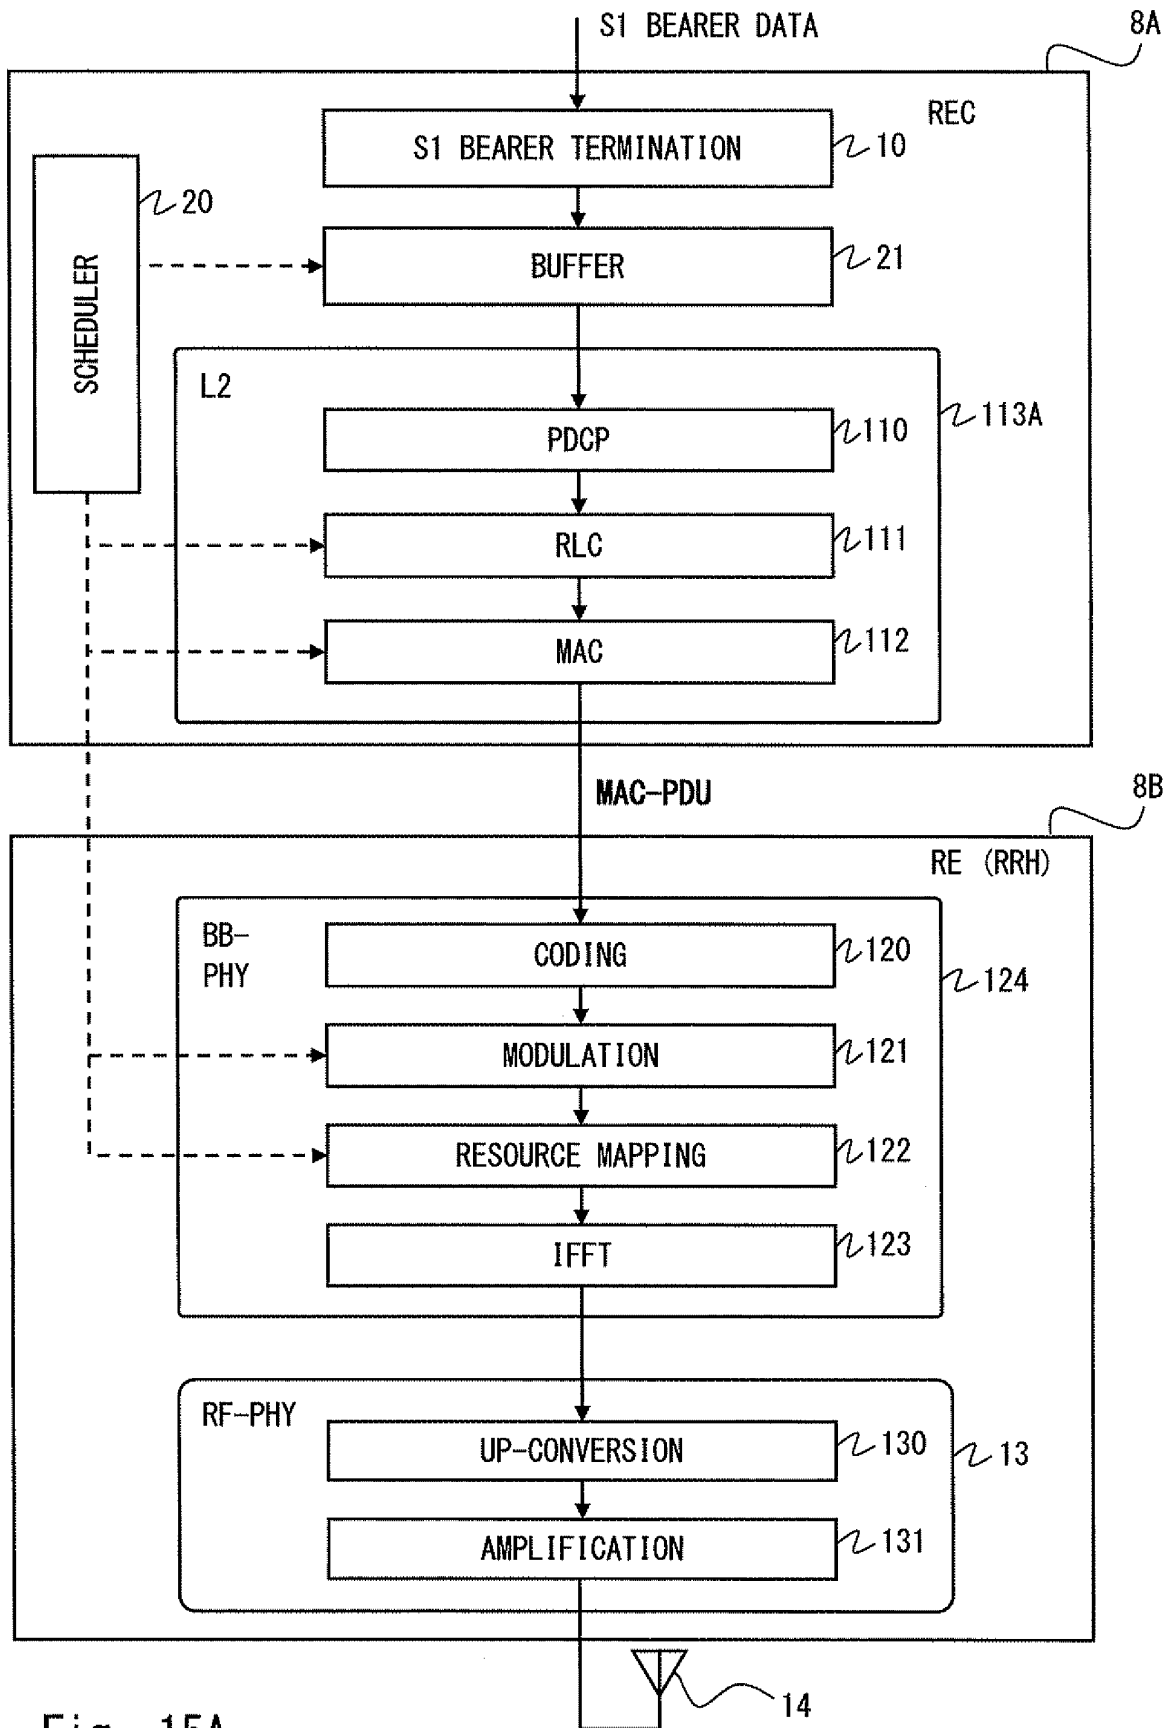 S1 BEARER DATA
8A
REC
S1 BEARER TERMINATION
10
20
SCHEDULER
BUFFER
21
L2
113A
PDCP
110
RLC
111
MAC
112
MAC-PDU
8B
RE (RRH)
BB-
PHY
CODING
120
124
MODULATION
121
RESOURCE MAPPING
122
IFFT
123
RF-PHY
UP-CONVERSION
130
13
AMPLIFICATION
131
14
Fig. 15A